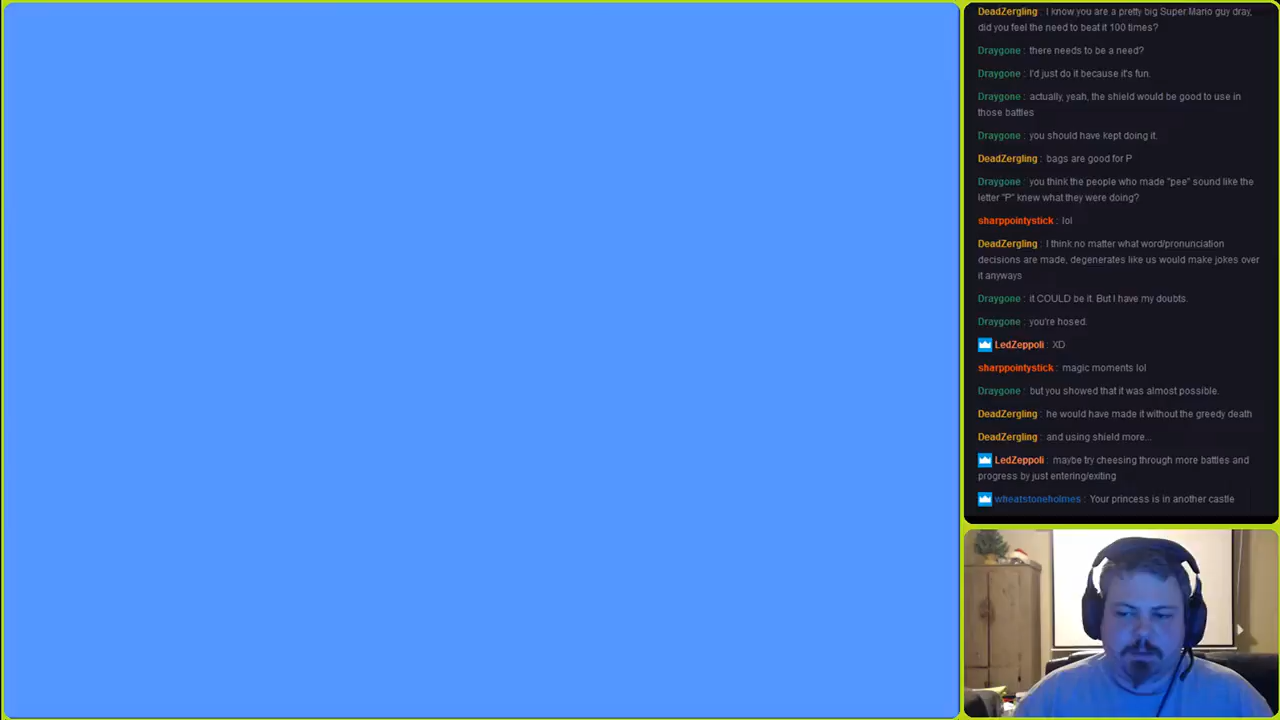 DeadZergling : I know you are a pretty big Super Mario guy dray,
did you feel the need to beat it 100 times?
Draygone : there needs to be a need?
Draygone : I'd just do it because it's fun.
Draygone : actually, yeah, the shield would be good to use in
those battles
Draygone : you should have kept doing it.
DeadZergling : bags are good for P
Draygone : you think the people who made "pee" sound like the
letter "P" knew what they were doing?
sharppointystick : lol
DeadZergling : I think no matter what word/pronunciation
decisions are made, degenerates like us would make jokes over
it anyways
Draygone : it COULD be it. But I have my doubts.
Draygone : you're hosed.
LedZeppoli : XD
sharppointystick : magic moments lol
Draygone : but you showed that it was almost possible.
DeadZergling : he would have made it without the greedy death
DeadZergling : and using shield more...
LedZeppoli : maybe try cheesing through more battles and
progress by just entering/exiting
wheatstoneholmes : Your princess is in another castle